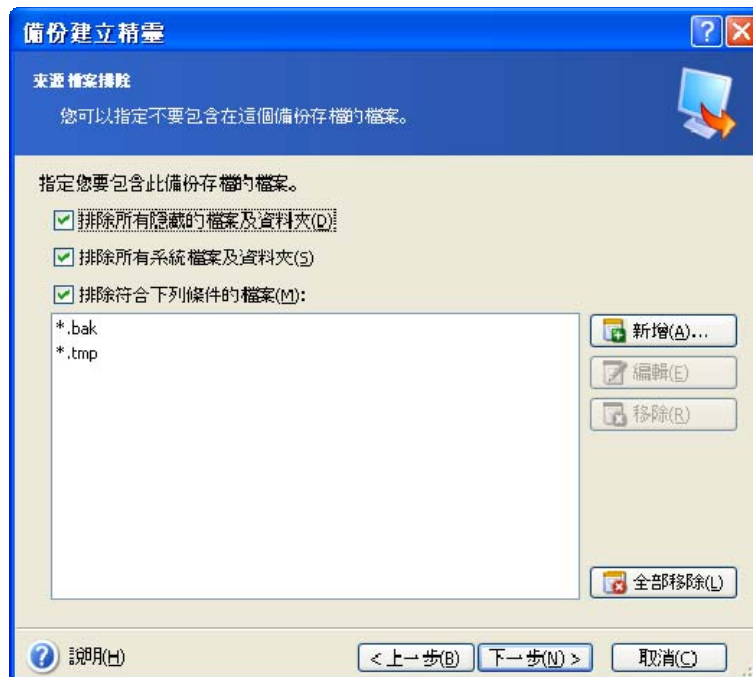 備份建立精靈
來源檔案排除
您可以指定不要包含在這個備份存檔的檔案。
指定您要包含此備份存檔的檔案。
排除所有隱藏的檔案及資料夾(D)
排除所有系統檔案及資料夾(S)
排除符合下列條件的檔案(M):
*.bak
*.tmp
新增(A)...
編輯(E)
移除(R)
全部移除(L)
說明(H)
< 上一步(B)
下一步(N) >
取消(C)